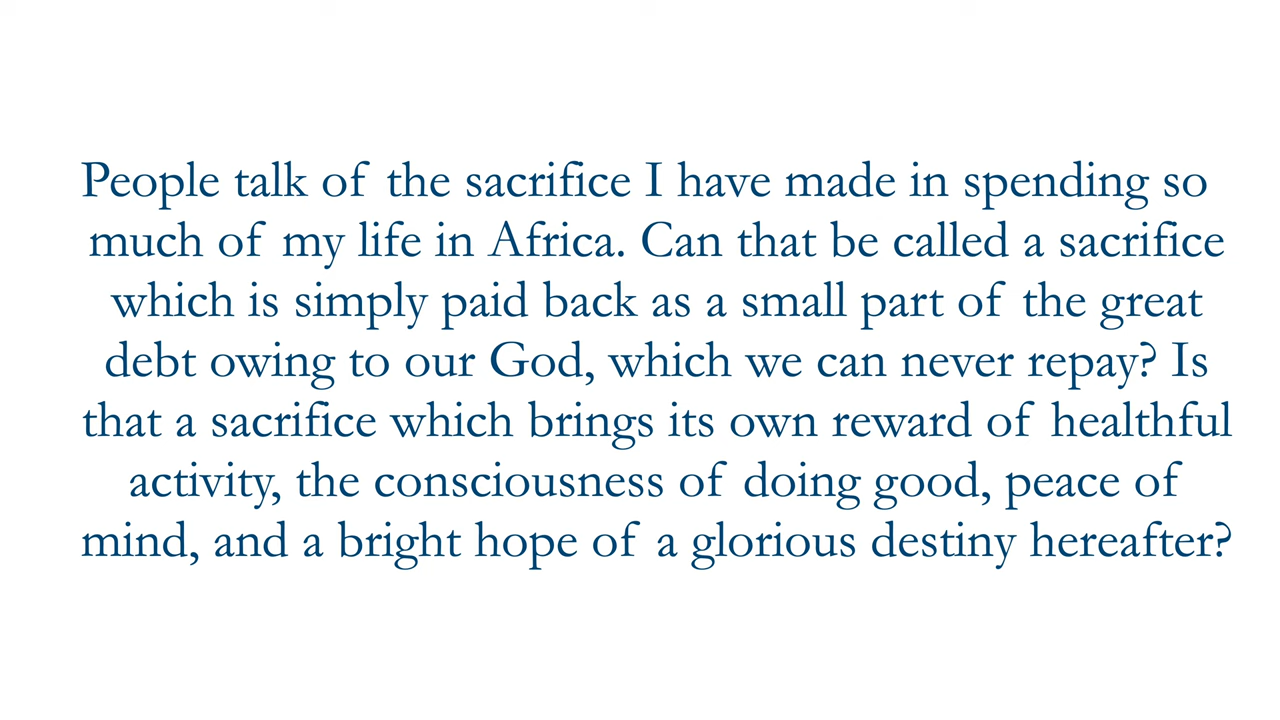 People talk of the sacrifice I have made in spending so
much of my life in Africa. Can that be called a sacrifice
which is simply paid back as a small part of the great
debt owing to our God, which we can never repay? Is
that a sacrifice which brings its own reward of healthful
activity, the consciousness of doing good, peace of
mind, and a bright hope of a glorious destiny hereafter?